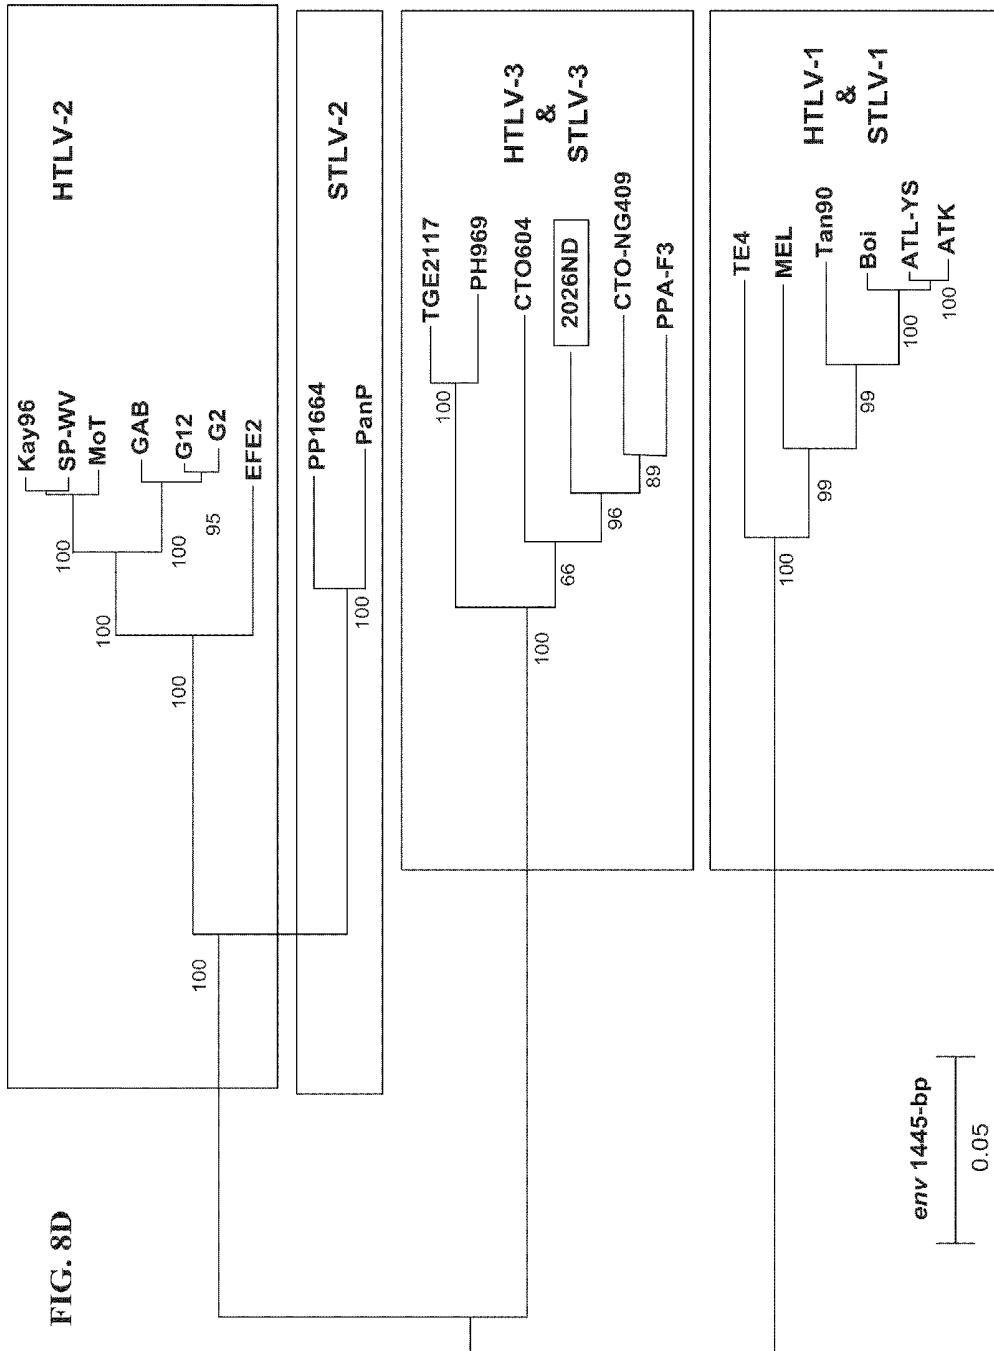 FIG. 8D
HTLV-2
Kay96
SP-WV
MoT
GAB
G12
G2
EFE2
100
100
95
100
100
100
STLV-2
PP1664
PanP
100
HTLV-3
&
STLV-3
TGE2117
PH969
CTO604
2026ND
CTO-NG409
PPA-F3
100
100
66
96
89
HTLV-1
&
STLV-1
TE4
MEL
Tan90
Boi
ATL-YS
ATK
100
99
99
100
100
env 1445-bp
0.05